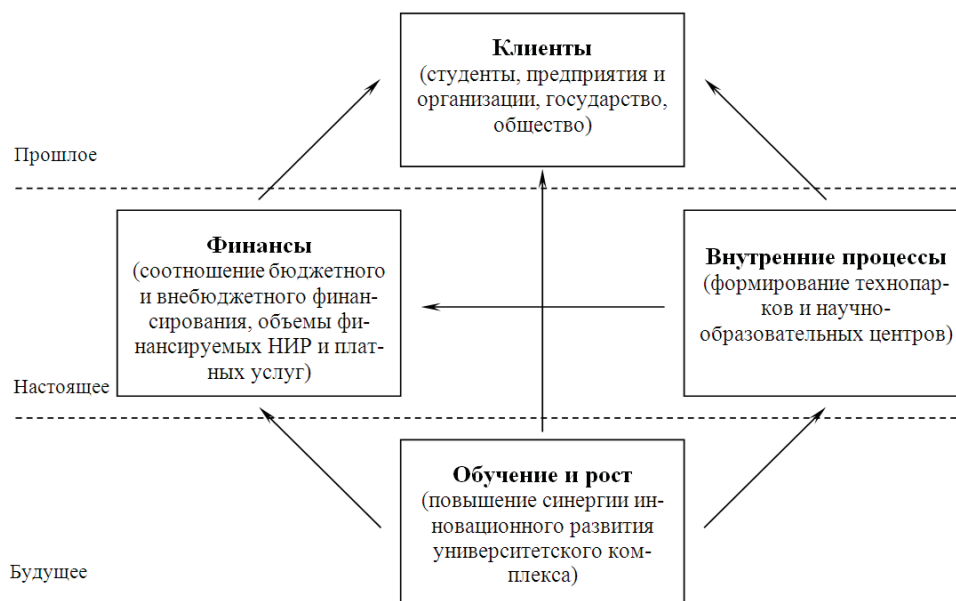 Клиенты
(студенты, предприятия и
организации, государство,
общество)
Прошлое
Финансы
(соотношение бюджетного
и внебюджетного финан-
сирования, объемы фи-
нансируемых НИР и плат-
ных услуг)
Внутренние процессы
(формирование технопар-
ков и научно-
образовательных центров)
Настоящее
Обучение и рост
(повышение синергии ин-
новационного развития
университетского ком-
плекса)
Будущее